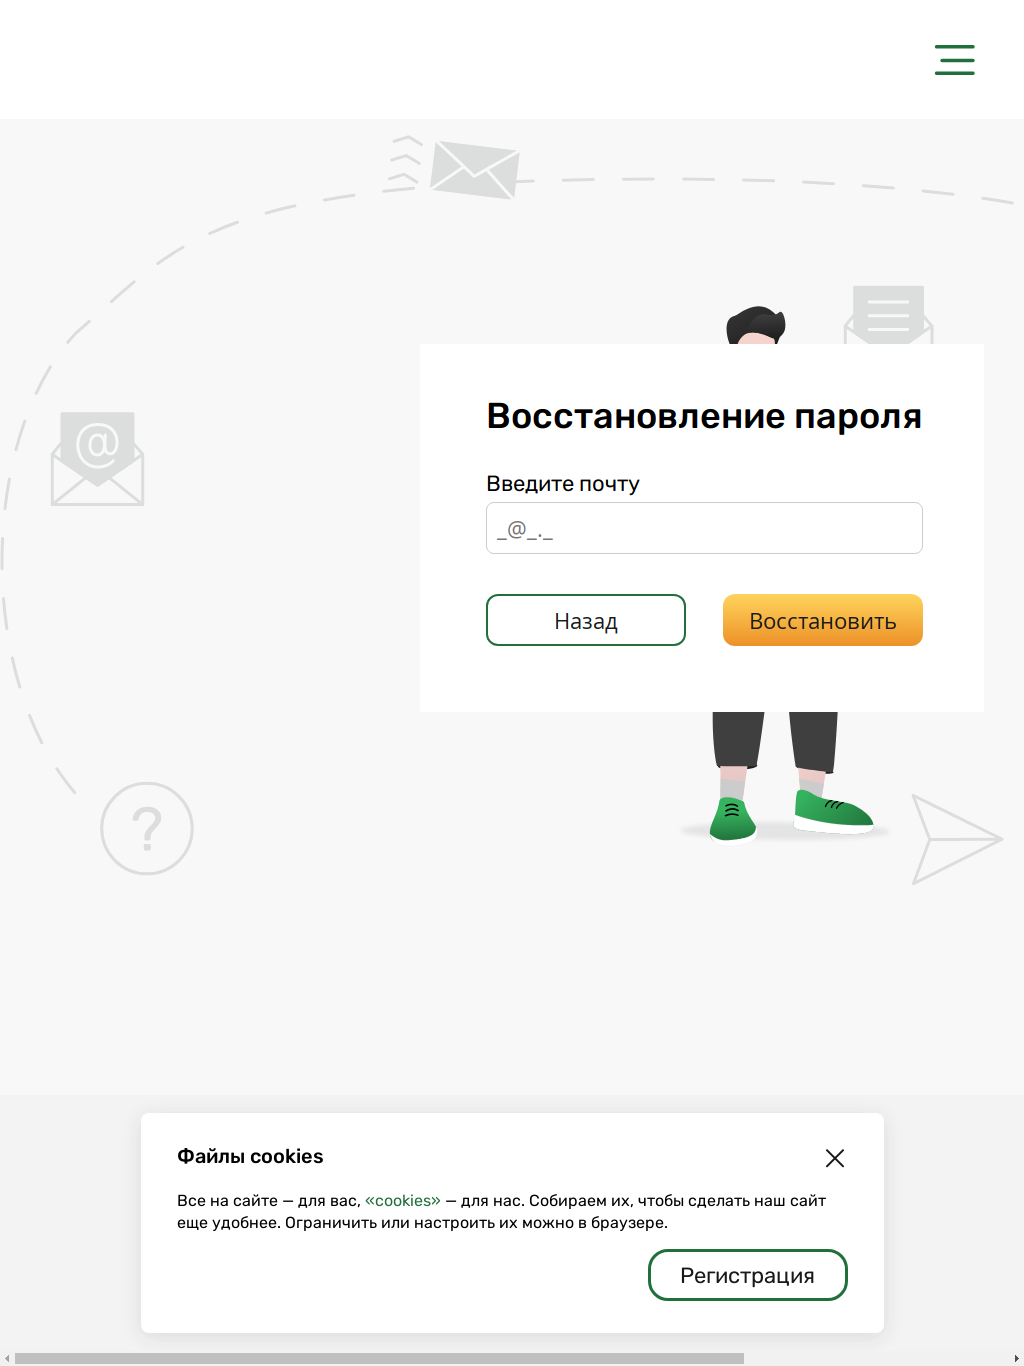 Восстановление пароля
Введите почту
_@_._
Назад
Восстановить
Файлы cookies
Все на сайте — для вас, «cookies» — для нас. Собираем их, чтобы сделать наш сайт
еще удобнее. Ограничить или настроить их можно в браузере.
Регистрация